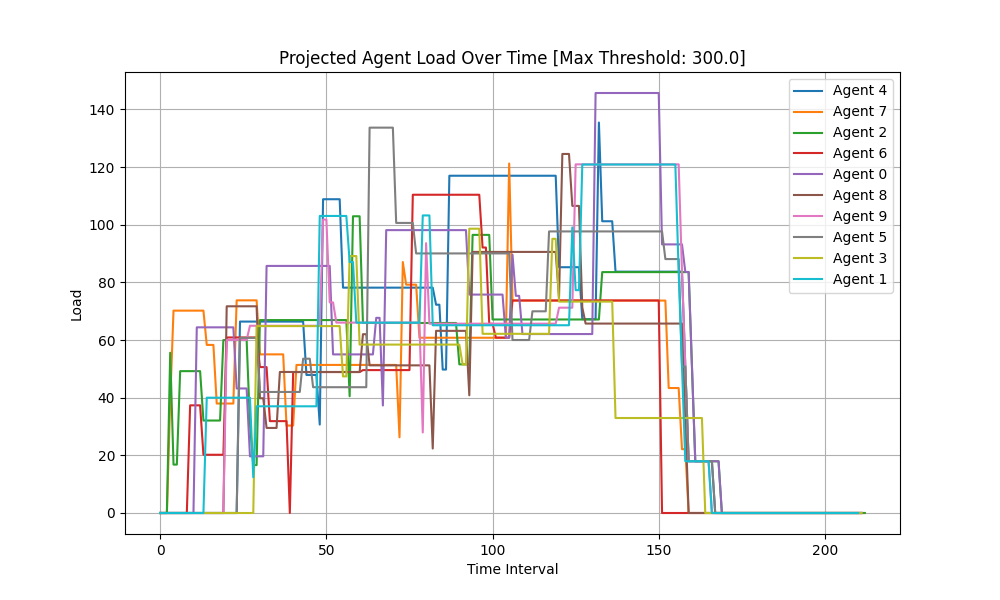 Projected Agent Load Over Time [Max Threshold: 300.0]
Load
140
120
100
80
60
40
20
0
Agent 4
Agent 7
Agent 2
Agent 6
Agent 0
Agent 8
Agent 9
Agent 5
Agent 3
Agent 1
0 50 100 150 200
Time Interval